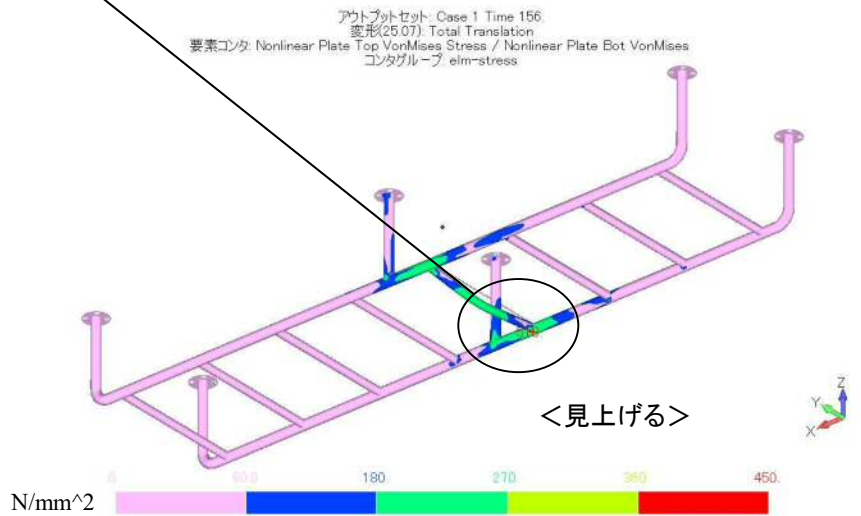 アウトプットセット: Case 1 Time 156.
変形(25.07): Total Translation
要素コンタ: Nonlinear Plate Top VonMises Stress / Nonlinear Plate Bot VonMises
コンタグループ: elm-stress
＜見上げる＞
Z
Y
X
0. 90.0 180 270 360 450.
N/mm^2